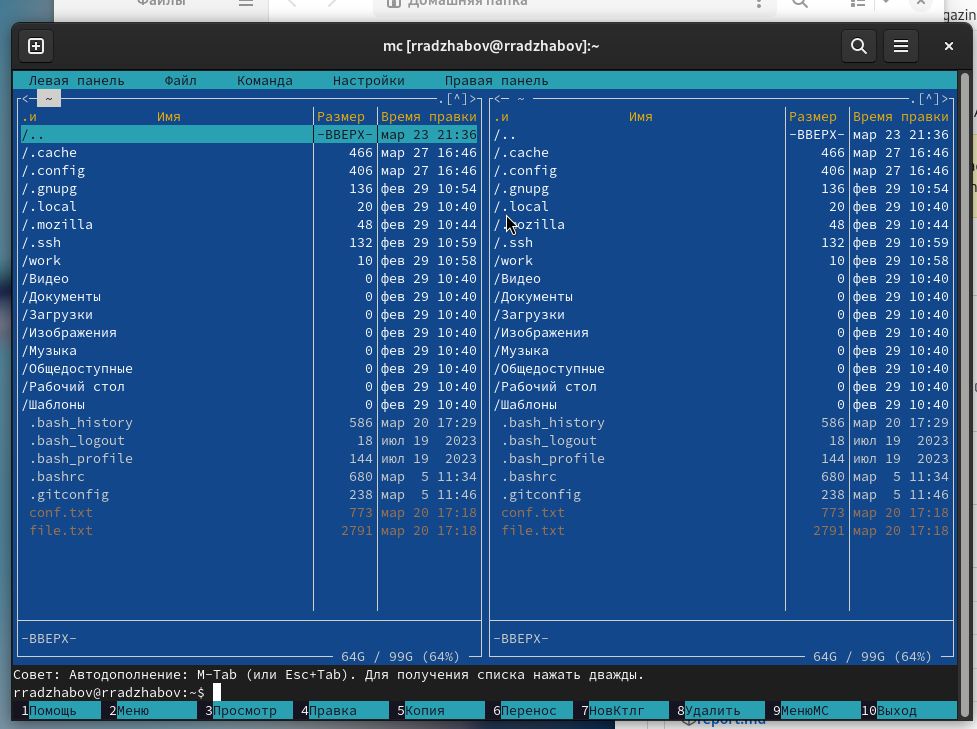 Файлы
Домашняя папка
gazin
mc [rradzhabov@rradzhabov]:~
Левая панель Файл Команда Настройки Правая панель
<— ~ .[^]> <— ~ .[^]>
.и Имя Размер Время правки .и Имя Размер Время правки
/.. -ВВЕРХ- мар 23 21:36 /.. -ВВЕРХ- мар 23 21:36
/.cache 466 мар 27 16:46 /.cache 466 мар 27 16:46
/.config 406 мар 27 16:46 /.config 406 мар 27 16:46
/.gnupg 136 фев 29 10:54 /.gnupg 136 фев 29 10:54
/.local 20 фев 29 10:40 /.local 20 фев 29 10:40
/.mozilla 48 фев 29 10:44 /.mozilla 48 фев 29 10:44
/.ssh 132 фев 29 10:59 /.ssh 132 фев 29 10:59
/work 10 фев 29 10:58 /work 10 фев 29 10:58
/Видео 0 фев 29 10:40 /Видео 0 фев 29 10:40
/Документы 0 фев 29 10:40 /Документы 0 фев 29 10:40
/Загрузки 0 фев 29 10:40 /Загрузки 0 фев 29 10:40
/Изображения 0 фев 29 10:40 /Изображения 0 фев 29 10:40
/Музыка 0 фев 29 10:40 /Музыка 0 фев 29 10:40
/Общедоступные 0 фев 29 10:40 /Общедоступные 0 фев 29 10:40
/Рабочий стол 0 фев 29 10:40 /Рабочий стол 0 фев 29 10:40
/Шаблоны 0 фев 29 10:40 /Шаблоны 0 фев 29 10:40
.bash_history 586 мар 20 17:29 .bash_history 586 мар 20 17:29
.bash_logout 18 июл 19 2023 .bash_logout 18 июл 19 2023
.bash_profile 144 июл 19 2023 .bash_profile 144 июл 19 2023
.bashrc 680 мар 5 11:34 .bashrc 680 мар 5 11:34
.gitconfig 238 мар 5 11:46 .gitconfig 238 мар 5 11:46
conf.txt 773 мар 20 17:18 conf.txt 773 мар 20 17:18
file.txt 2791 мар 20 17:18 file.txt 2791 мар 20 17:18
-ВВЕРХ- -ВВЕРХ-
64G / 99G (64%) 64G / 99G (64%)
Совет: Автодополнение: M-Tab (или Esc+Tab). Для получения списка нажать дважды.
rradzhabov@rradzhabov:~$
1Помощь 2Меню 3Просмотр 4Правка 5Копия 6Перенос 7НовКтлг 8Удалить 9МенюМС 10Выход
report.md